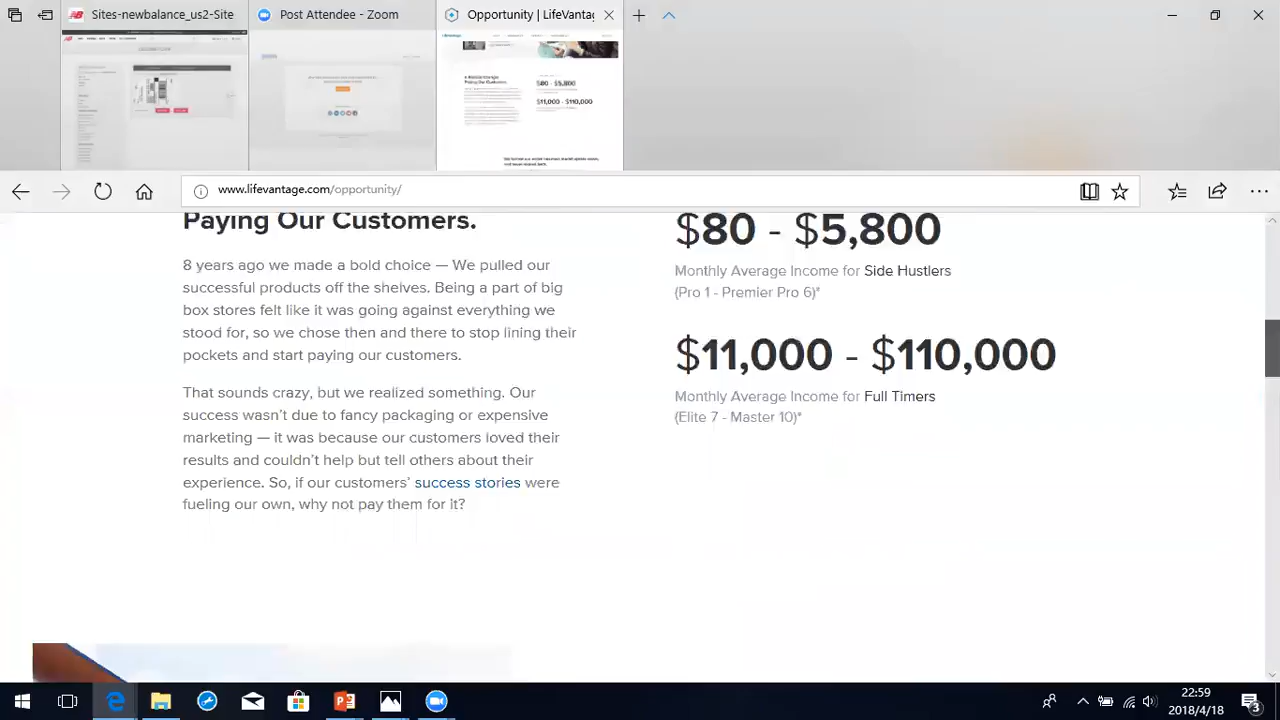 Sites-newbalance_us2-Site
Post Attendee - Zoom
Opportunity | LifeVantag
$80 - $5,800
$11,000 - $110,000
www.lifevantage.com/opportunity/
Paying Our Customers.
8 years ago we made a bold choice — We pulled our
successful products off the shelves. Being a part of big
box stores felt like it was going against everything we
stood for, so we chose then and there to stop lining their
pockets and start paying our customers.
That sounds crazy, but we realized something. Our
success wasn't due to fancy packaging or expensive
marketing — it was because our customers loved their
results and couldn't help but tell others about their
experience. So, if our customers' success stories were
fueling our own, why not pay them for it?
$80 - $5,800
Monthly Average Income for Side Hustlers
(Pro 1 - Premier Pro 6)*
$11,000 - $110,000
Monthly Average Income for Full Timers
(Elite 7 - Master 10)*
22:59
2018/4/18